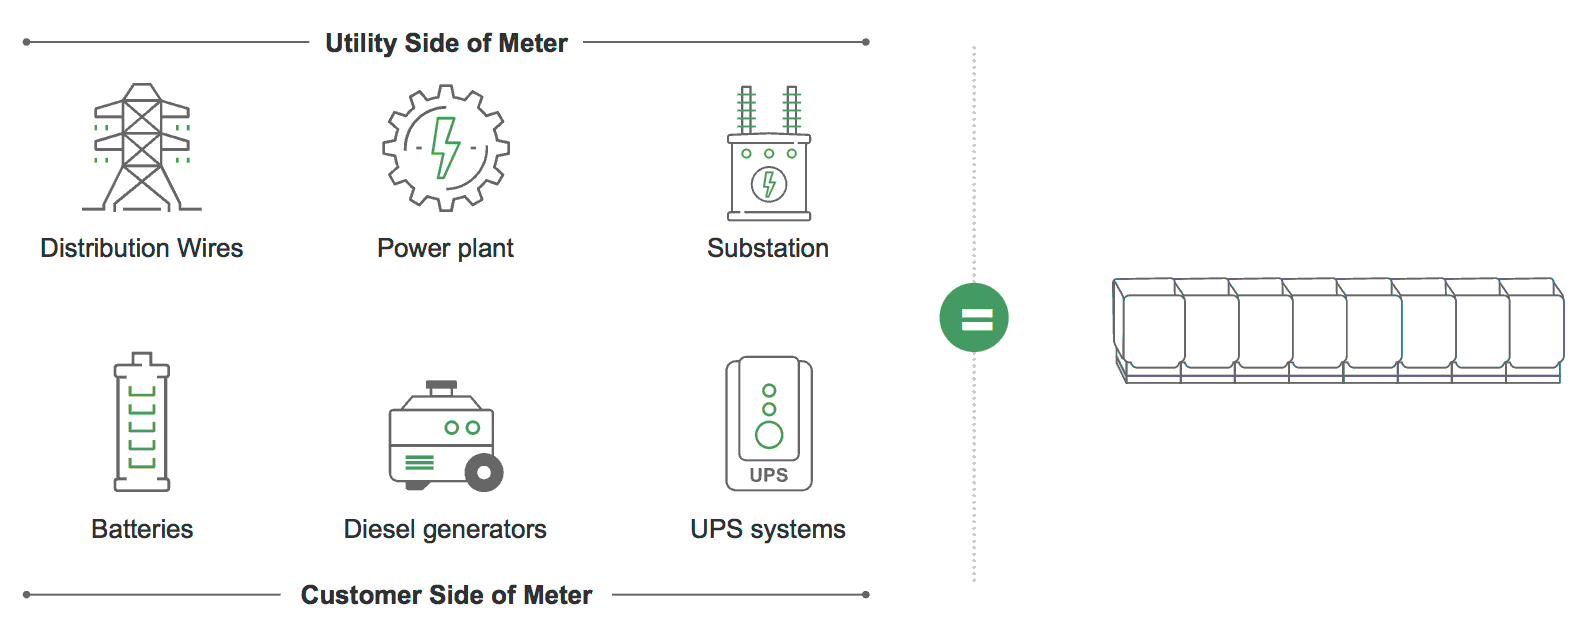 Utility Side of Meter
Distribution Wires
Power plant
Substation
UPS
Batteries
Diesel generators
UPS systems
Customer Side of Meter